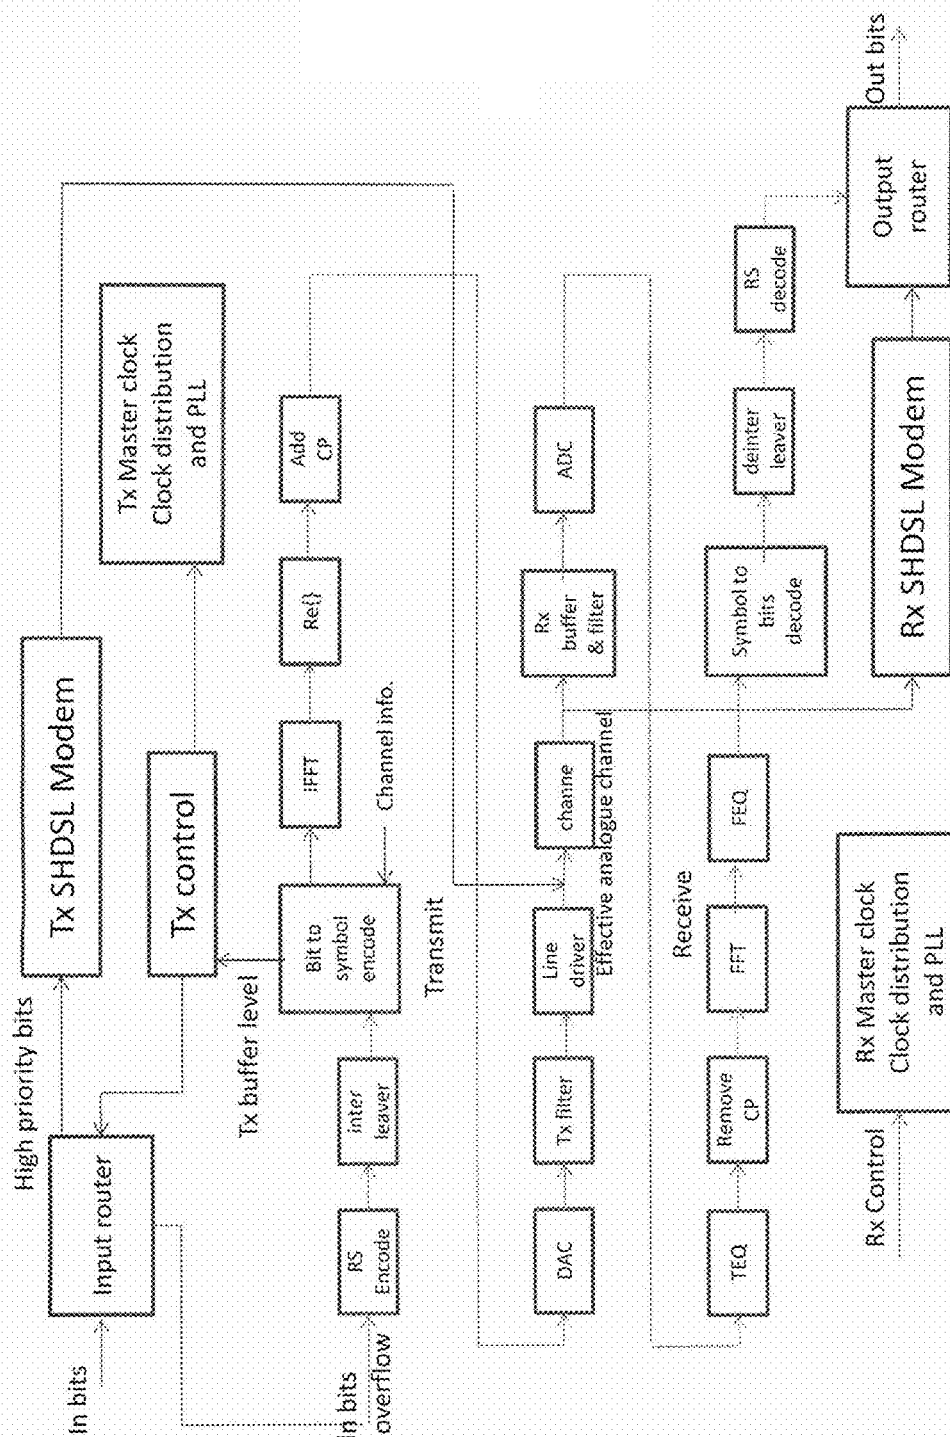 In bits
Input router
High priority bits
Tx SHDSL Modem
Tx control
Tx Master clock
Clock distribution
and PLL
Tx buffer level
In bits
overflow
RS
Encode
inter
leaver
Bit to
symbol
encode
Channel info.
IFFT
Re{}
Add
CP
Transmit
DAC
Tx filter
Line
driver
channe
Effective analogue channel
Rx
buffer
& filter
ADC
Receive
TEQ
Remove
CP
FFT
FEQ
Symbol to
bits
decode
deinter
leaver
RS
decode
Output
router
Out bits
Rx SHDSL Modem
Rx Control
Rx Master clock
Clock distribution
and PLL